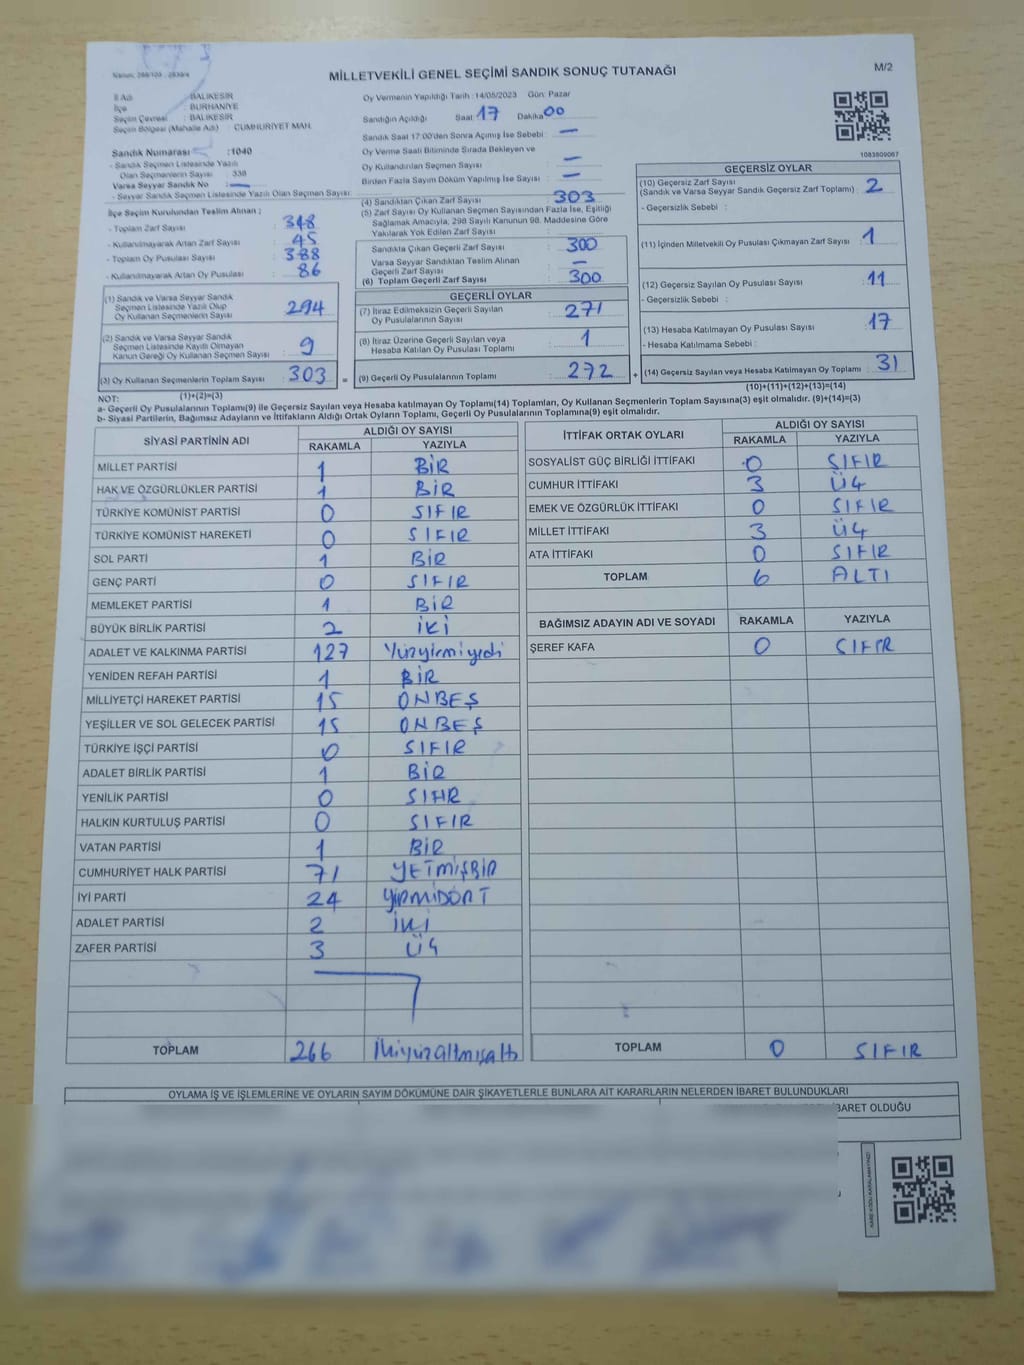 MİLLETVEKİLİ GENEL SEÇİMİ SANDIK SONUÇ TUTANAĞI
M/2
İl Adı : BALIKESİR
İlçe : BURHANİYE
Seçim Çevresi : BALIKESİR
Seçim Bölgesi (Mahalle Adı) : CUMHURİYET MAH.
Sandık Numarası : 1040
- Sandık Seçmen Listesinde Yazılı
Olan Seçmenlerin Sayısı : 338
Varsa Seyyar Sandık No : —
- Seyyar Sandık Seçmen Listesinde Yazılı Olan Seçmen Sayısı:
İlçe Seçim Kurulundan Teslim Alınan ;
- Toplam Zarf Sayısı : 348
- Kullanılmayarak Artan Zarf Sayısı : 45
- Toplam Oy Pusulası Sayısı : 388
- Kullanılmayarak Artan Oy Pusulası : 86
Oy Vermenin Yapıldığı Tarih : 14/05/2023 Gün: Pazar
Sandığın Açıldığı Saat 17 Dakika 00
Sandık Saat 17:00'den Sonra Açılmış İse Sebebi : —
Oy Verme Saati Bitiminde Sırada Bekleyen ve
Oy Kullandırılan Seçmen Sayısı : —
Birden Fazla Sayım Döküm Yapılmış İse Sayısı : —
(4) Sandıktan Çıkan Zarf Sayısı : 303
(5) Zarf Sayısı Oy Kullanan Seçmen Sayısından Fazla İse, Eşitliği
Sağlamak Amacıyla, 298 Sayılı Kanunun 98. Maddesine Göre
Yakılarak Yok Edilen Zarf Sayısı :
Sandıkta Çıkan Geçerli Zarf Sayısı : 300
Varsa Seyyar Sandıktan Teslim Alınan
Geçerli Zarf Sayısı : —
(6) Toplam Geçerli Zarf Sayısı : 300
1083809067
GEÇERSİZ OYLAR
(10) Geçersiz Zarf Sayısı
(Sandık ve Varsa Seyyar Sandık Geçersiz Zarf Toplamı) : 2
- Geçersizlik Sebebi :
(11) İçinden Milletvekili Oy Pusulası Çıkmayan Zarf Sayısı : 1
(12) Geçersiz Sayılan Oy Pusulası Sayısı : 11
- Geçersizlik Sebebi :
(13) Hesaba Katılmayan Oy Pusulası Sayısı : 17
- Hesaba Katılmama Sebebi :
(14) Geçersiz Sayılan veya Hesaba Katılmayan Oy Toplamı : 31
(10)+(11)+(12)+(13)=(14)
(1) Sandık ve Varsa Seyyar Sandık
Seçmen Listesinde Yazılı Olup
Oy Kullanan Seçmenlerin Sayısı : 294
(2) Sandık ve Varsa Seyyar Sandık
Seçmen Listesinde Kayıtlı Olmayan
Kanun Gereği Oy Kullanan Seçmen Sayısı : 9
(3) Oy Kullanan Seçmenlerin Toplam Sayısı : 303 =
(1)+(2)=(3)
GEÇERLİ OYLAR
(7) İtiraz Edilmeksizin Geçerli Sayılan
Oy Pusulalarının Sayısı : 271
(8) İtiraz Üzerine Geçerli Sayılan veya
Hesaba Katılan Oy Pusulası Toplamı : 1
(9) Geçerli Oy Pusulalarının Toplamı : 272 +
NOT:
a- Geçerli Oy Pusulalarının Toplamı(9) ile Geçersiz Sayılan veya Hesaba katılmayan Oy Toplamı(14) Toplamları, Oy Kullanan Seçmenlerin Toplam Sayısına(3) eşit olmalıdır. (9)+(14)=(3)
b- Siyasi Partilerin, Bağımsız Adayların ve İttifakların Aldığı Ortak Oyların Toplamı, Geçerli Oy Pusulalarının Toplamına(9) eşit olmalıdır.
SİYASİ PARTİNİN ADI ALDIĞI OY SAYISI
RAKAMLA YAZIYLA
MİLLET PARTİSİ 1 BİR
HAK VE ÖZGÜRLÜKLER PARTİSİ 1 BİR
TÜRKİYE KOMÜNİST PARTİSİ 0 SIFIR
TÜRKİYE KOMÜNİST HAREKETİ 0 SIFIR
SOL PARTİ 1 BİR
GENÇ PARTİ 0 SIFIR
MEMLEKET PARTİSİ 1 BİR
BÜYÜK BİRLİK PARTİSİ 2 İKİ
ADALET VE KALKINMA PARTİSİ 127 Yüzyirmiyedi
YENİDEN REFAH PARTİSİ 1 BİR
MİLLİYETÇİ HAREKET PARTİSİ 15 ONBEŞ
YEŞİLLER VE SOL GELECEK PARTİSİ 15 ONBEŞ
TÜRKİYE İŞÇİ PARTİSİ 0 SIFIR
ADALET BİRLİK PARTİSİ 1 BİR
YENİLİK PARTİSİ 0 SIFIR
HALKIN KURTULUŞ PARTİSİ 0 SIFIR
VATAN PARTİSİ 1 BİR
CUMHURİYET HALK PARTİSİ 71 YETMİŞBİR
İYİ PARTİ 24 YİRMİDÖRT
ADALET PARTİSİ 2 İKİ
ZAFER PARTİSİ 3 ÜÇ
TOPLAM 266 İkiyüzaltmışaltı
İTTİFAK ORTAK OYLARI ALDIĞI OY SAYISI
RAKAMLA YAZIYLA
SOSYALİST GÜÇ BİRLİĞİ İTTİFAKI 0 SIFIR
CUMHUR İTTİFAKI 3 ÜÇ
EMEK VE ÖZGÜRLÜK İTTİFAKI 0 SIFIR
MİLLET İTTİFAKI 3 ÜÇ
ATA İTTİFAKI 0 SIFIR
TOPLAM 6 ALTI
BAĞIMSIZ ADAYIN ADI VE SOYADI RAKAMLA YAZIYLA
ŞEREF KAFA 0 SIFIR
TOPLAM 0 SIFIR
OYLAMA İŞ VE İŞLEMLERİNE VE OYLARIN SAYIM DÖKÜMÜNE DAİR ŞİKAYETLERLE BUNLARA AİT KARARLARIN NELERDEN İBARET BULUNDUKLARI
İBARET OLDUĞU